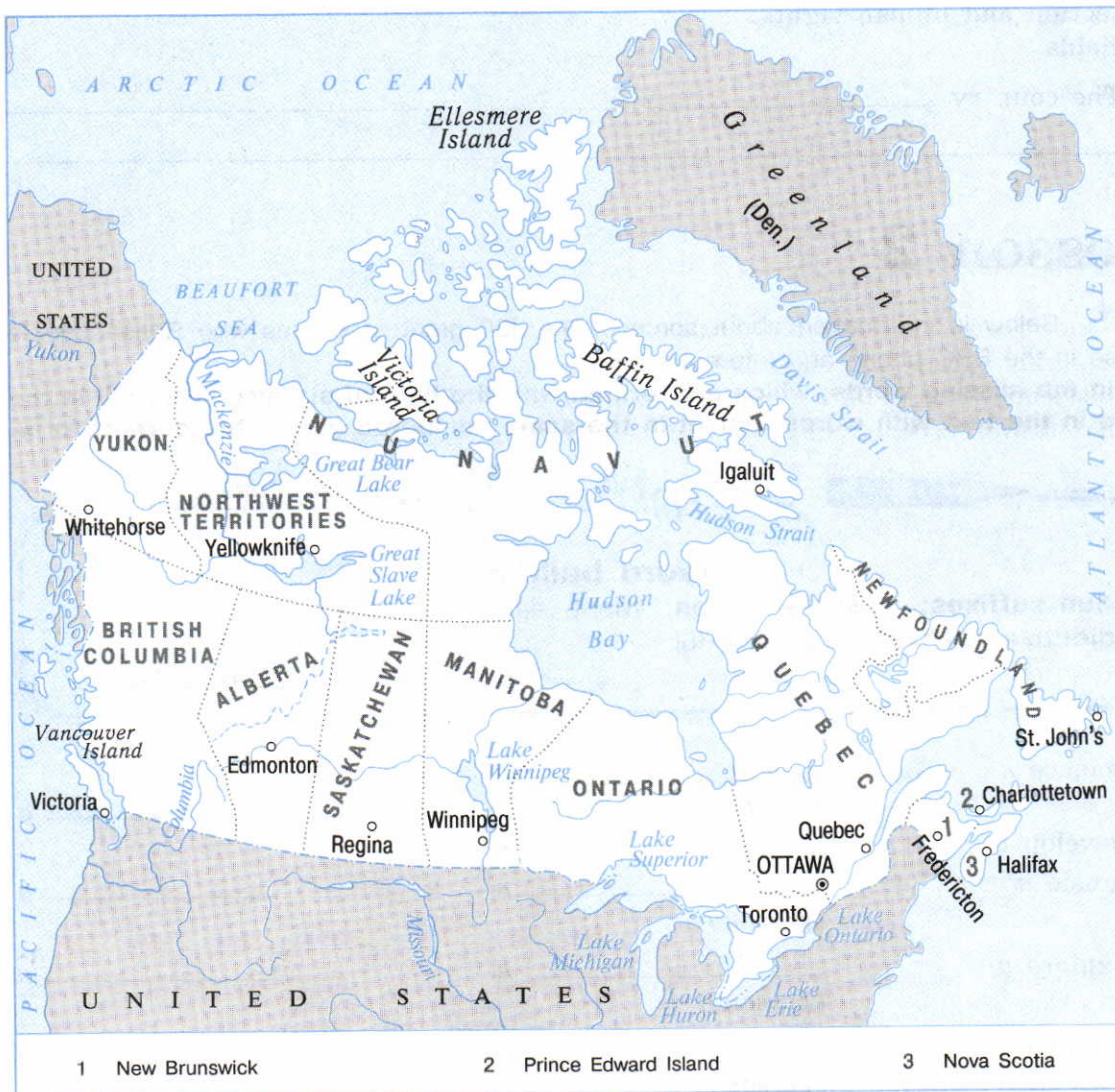 ARCTIC OCEAN
Ellesmere
Island
Greenland
(Den.)
ATLANTIC OCEAN
UNITED
STATES
Yukon
BEAUFORT
SEA
Mackenzie
Victoria
Island
Baffin Island
Davis Strait
NUNAVUT
YUKON
Great Bear
Lake
Igaluit
NORTHWEST
TERRITORIES
Whitehorse
Yellowknife
Hudson Strait
Great
Slave
Lake
Hudson
Bay
NEWFOUNDLAND
BRITISH
COLUMBIA
ALBERTA
SASKATCHEWAN
MANITOBA
QUEBEC
PACIFIC OCEAN
Vancouver
Island
Edmonton
Lake
Winnipeg
ONTARIO
St. John's
Victoria
Columbia
Regina
Winnipeg
Lake
Superior
Quebec
OTTAWA
Toronto
2 Charlottetown
1
Fredericton
3 Halifax
Missouri
Lake
Michigan
Lake
Huron
Lake
Erie
Lake
Ontario
UNITED STATES
1 New Brunswick 2 Prince Edward Island 3 Nova Scotia